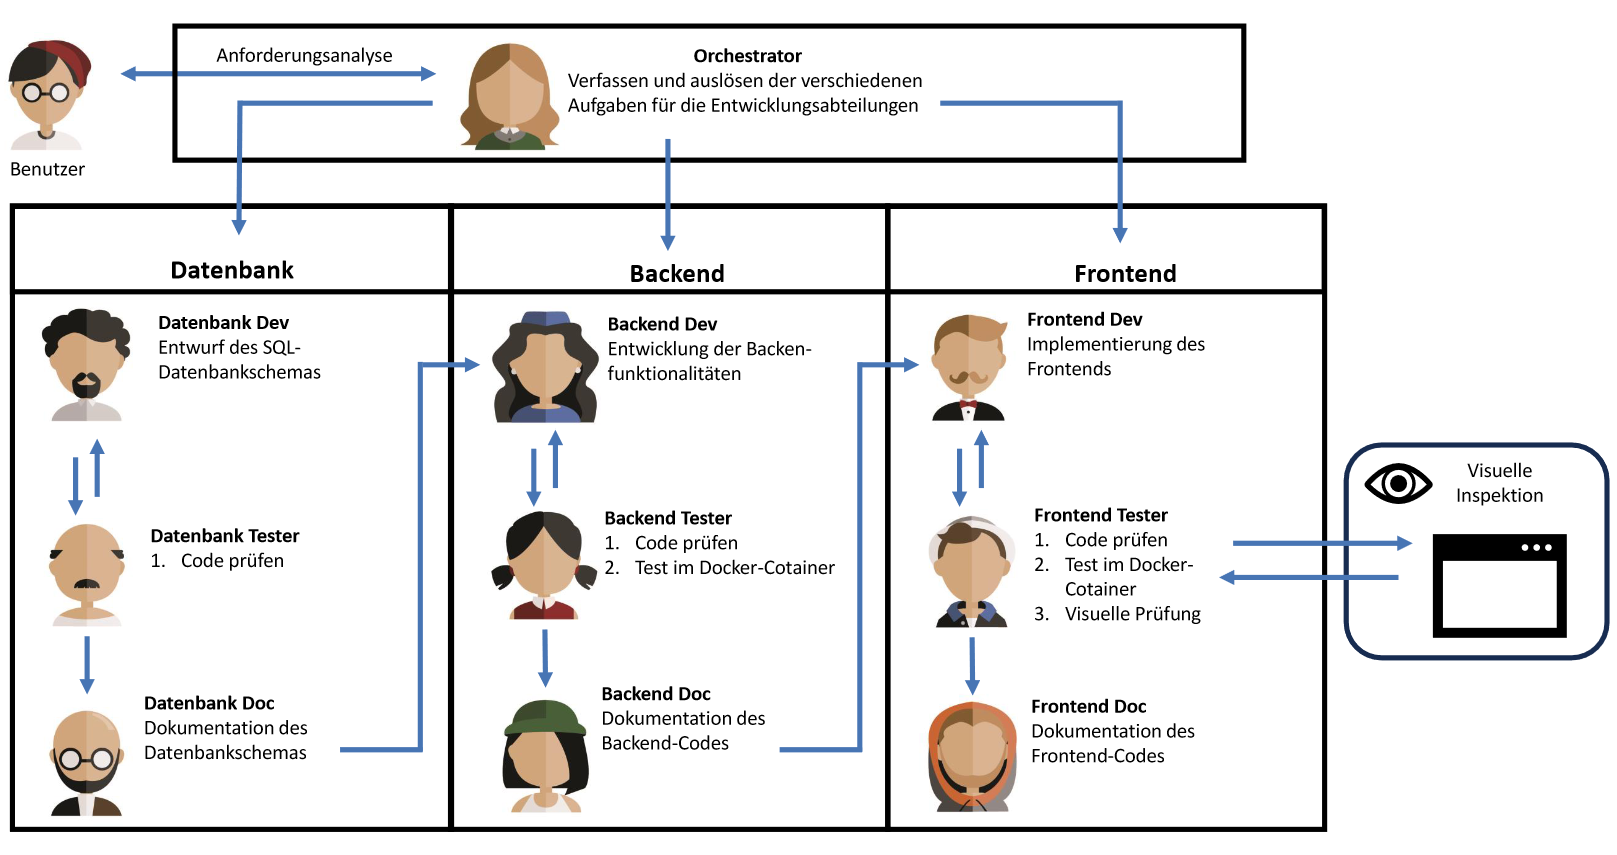 Anforderungsanalyse
Orchestrator
Verfassen und auslösen der verschiedenen
Aufgaben für die Entwicklungsabteilungen
Benutzer
Datenbank
Datenbank Dev
Entwurf des SQL-
Datenbankschemas
Datenbank Tester
1. Code prüfen
Datenbank Doc
Dokumentation des
Datenbankschemas
Backend
Backend Dev
Entwicklung der Backen-
funktionalitäten
Backend Tester
1. Code prüfen
2. Test im Docker-Cotainer
Backend Doc
Dokumentation des
Backend-Codes
Frontend
Frontend Dev
Implementierung des
Frontends
Frontend Tester
1. Code prüfen
2. Test im Docker-
Cotainer
3. Visuelle Prüfung
Frontend Doc
Dokumentation des
Frontend-Codes
Visuelle
Inspektion